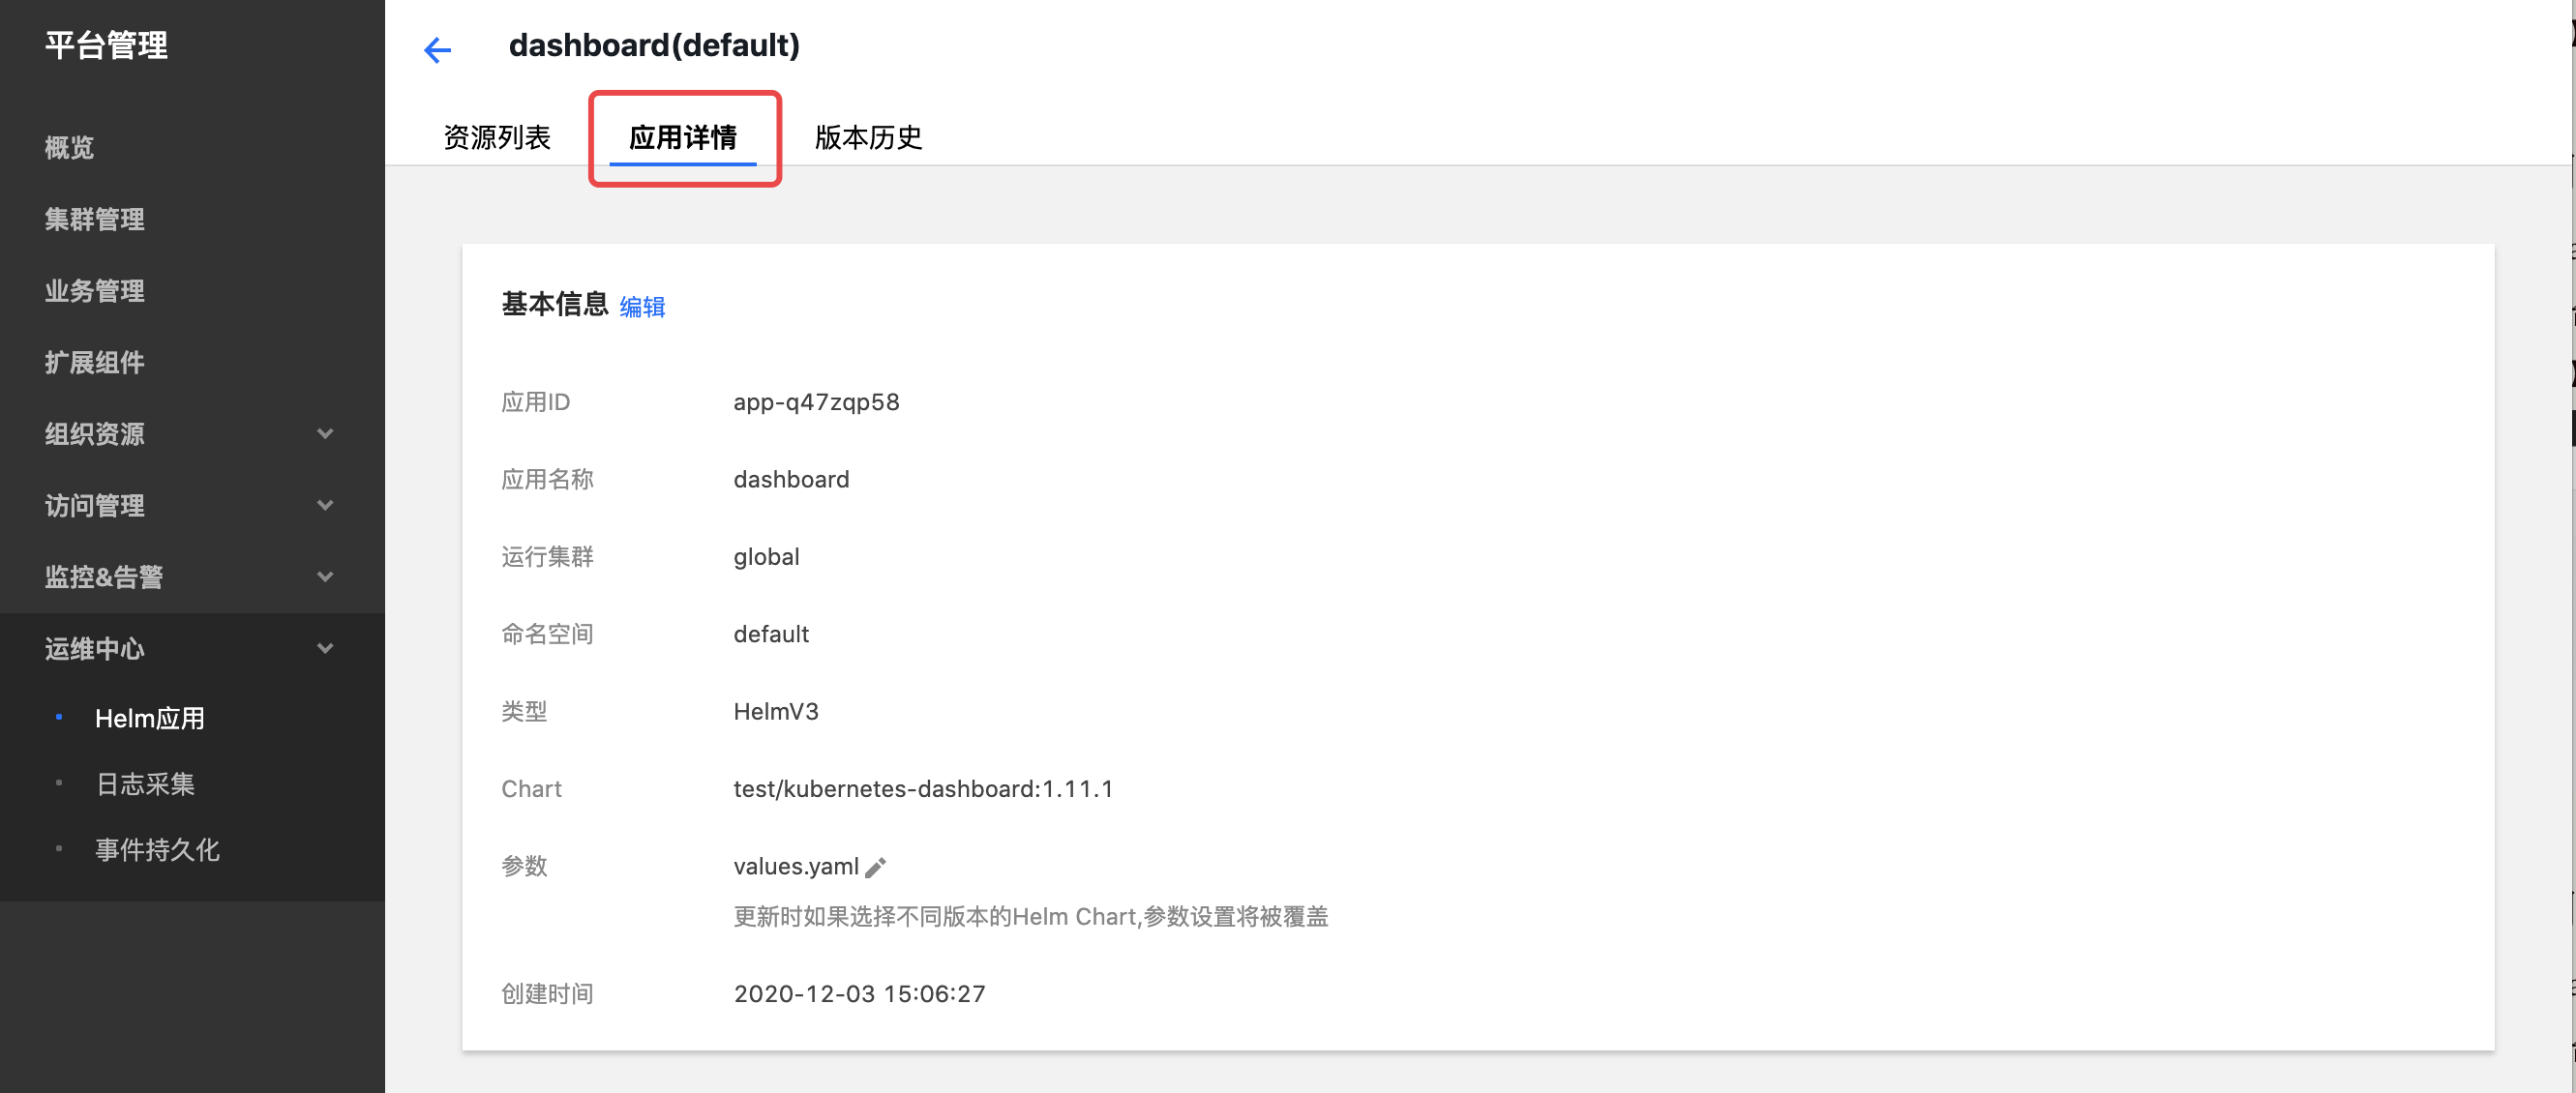 平台管理
概览
集群管理
业务管理
扩展组件
组织资源
访问管理
监控&告警
运维中心
Helm应用
日志采集
事件持久化
dashboard(default)
资源列表 应用详情 版本历史
基本信息 编辑
应用ID app-q47zqp58
应用名称 dashboard
运行集群 global
命名空间 default
类型 HelmV3
Chart test/kubernetes-dashboard:1.11.1
参数 values.yaml
更新时如果选择不同版本的Helm Chart,参数设置将被覆盖
创建时间 2020-12-03 15:06:27